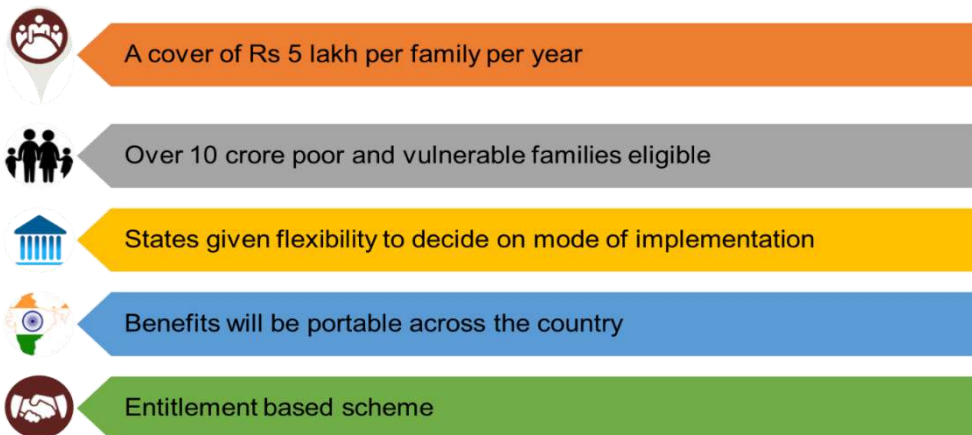 A cover of Rs 5 lakh per family per year
Over 10 crore poor and vulnerable families eligible
States given flexibility to decide on mode of implementation
Benefits will be portable across the country
Entitlement based scheme